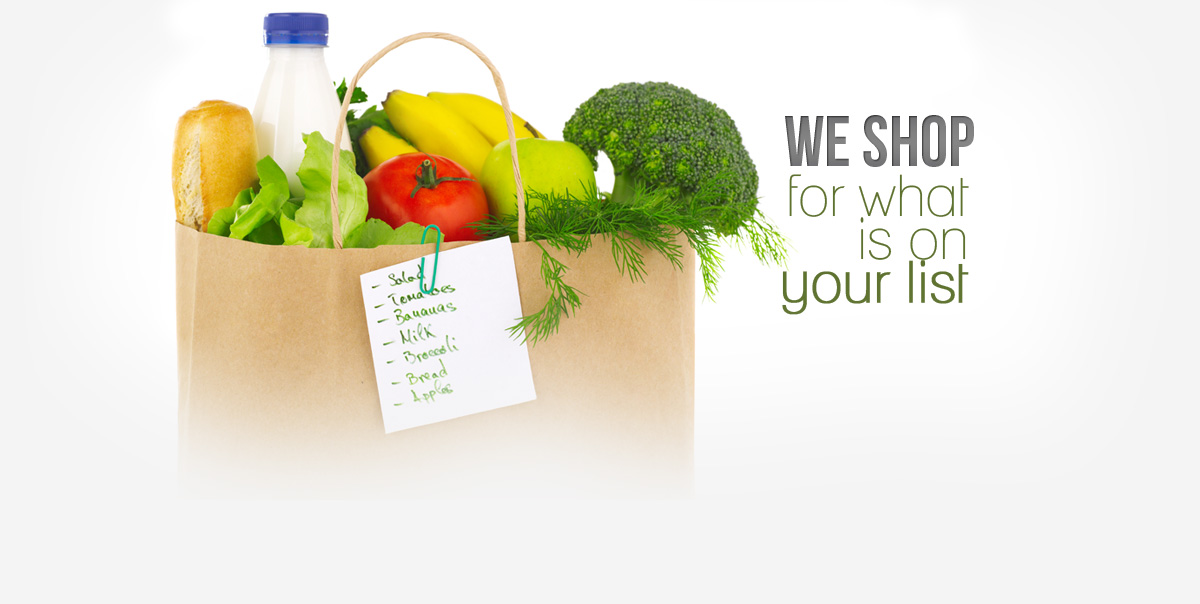 WE SHOP
for what
is on
your list
- Salad
- Tomatoes
- Bananas
- Milk
- Broccoli
- Bread
- Apples